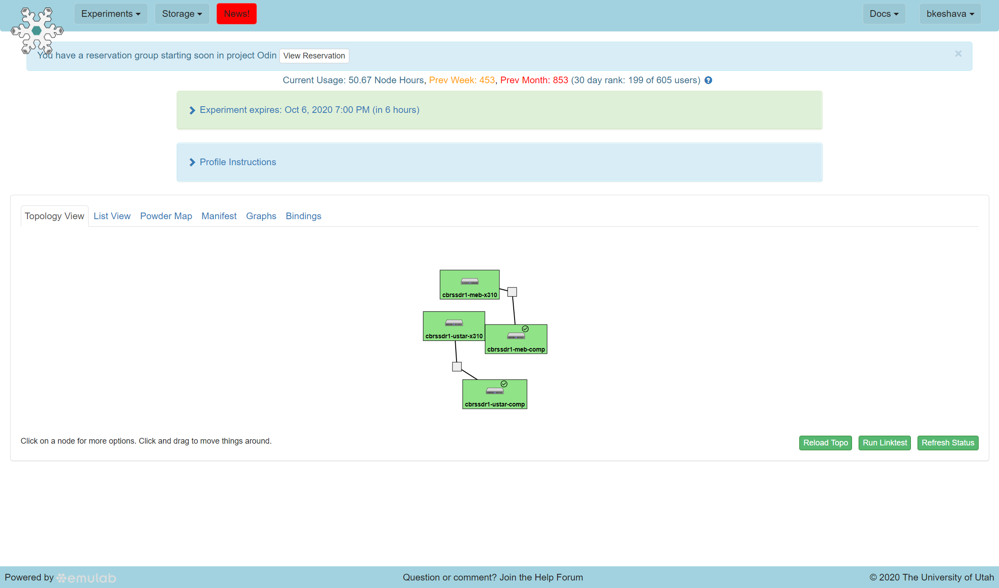 Experiments Storage News! Docs bkeshava
You have a reservation group starting soon in project Odin View Reservation ×
Current Usage: 50.67 Node Hours, Prev Week: 453, Prev Month: 853 (30 day rank: 199 of 605 users) ?
Experiment expires: Oct 6, 2020 7:00 PM (in 6 hours)
Profile Instructions
Topology View List View Powder Map Manifest Graphs Bindings
cbrssdr1-meb-x310
cbrssdr1-ustar-x310
cbrssdr1-meb-comp
cbrssdr1-ustar-comp
Click on a node for more options. Click and drag to move things around.
Reload Topo Run Linktest Refresh Status
Powered by emulab Question or comment? Join the Help Forum © 2020 The University of Utah